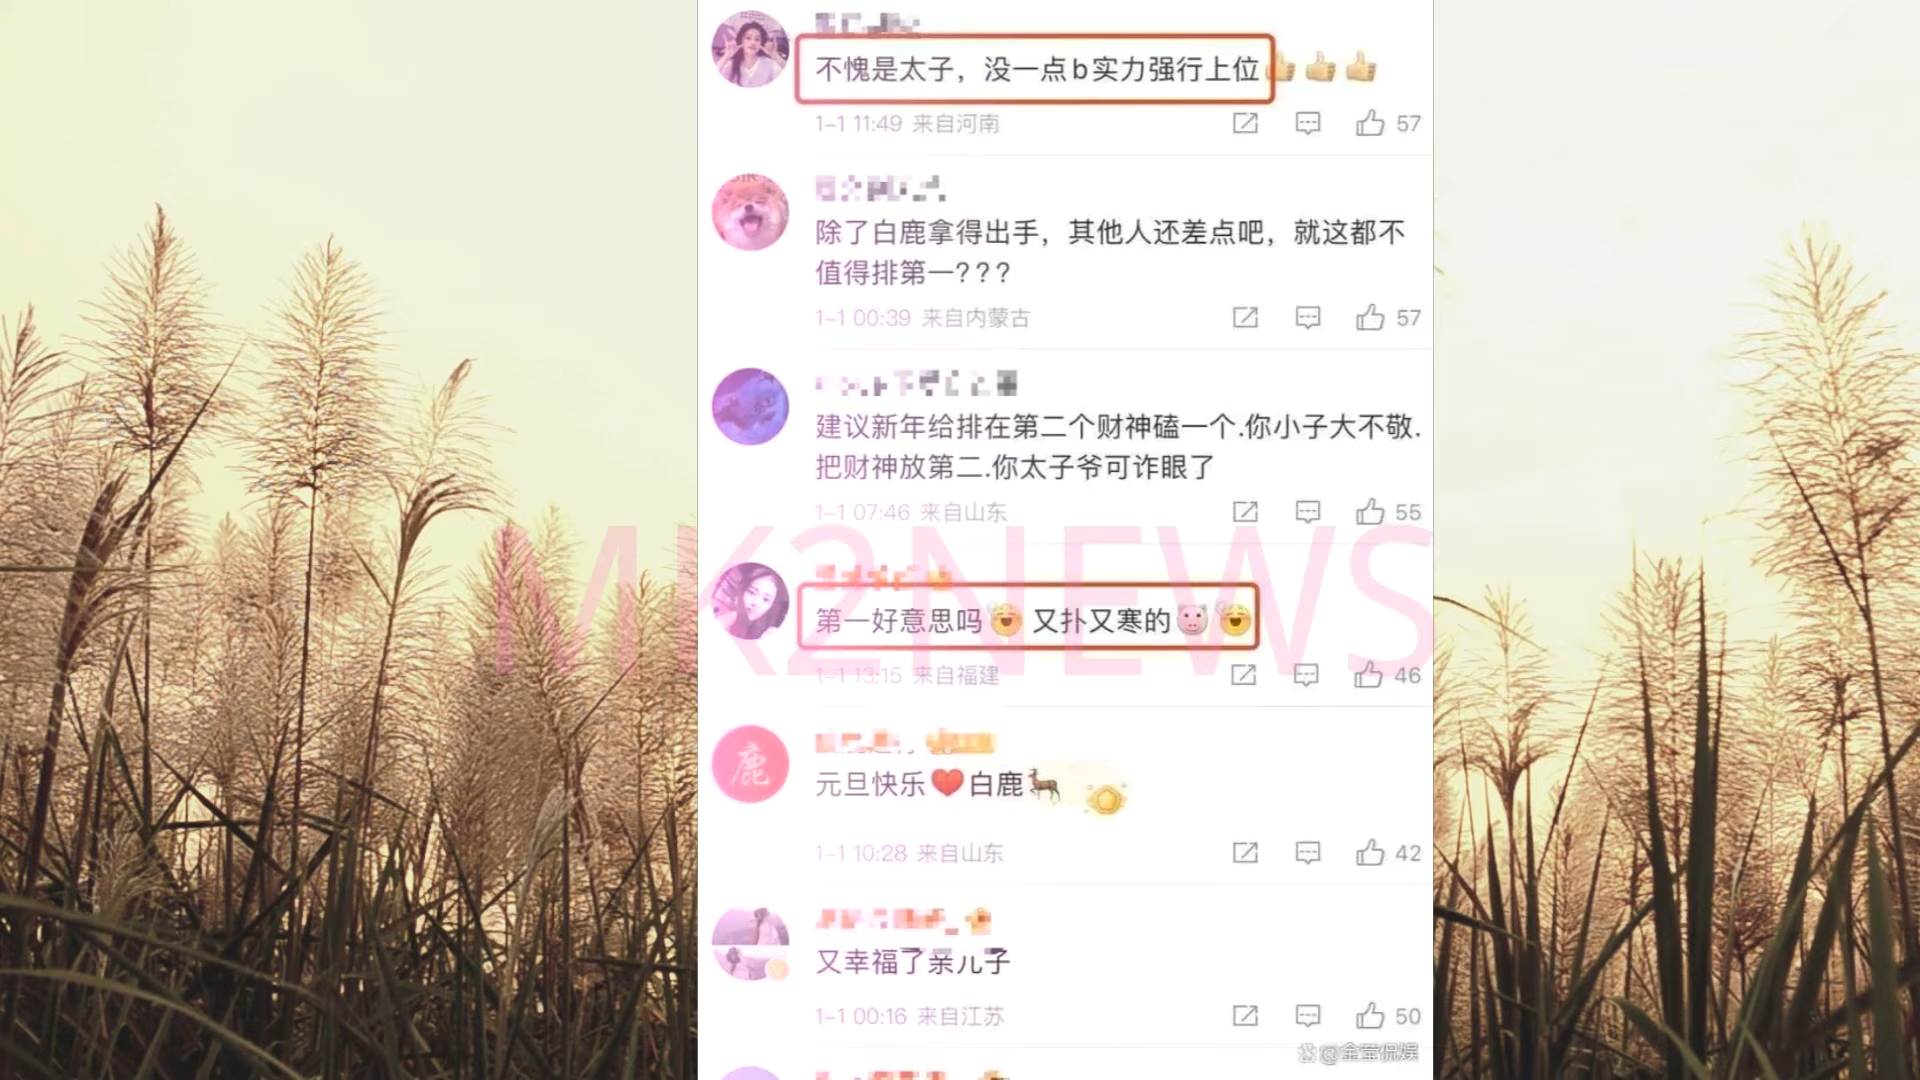 不愧是太子，没一点b实力强行上位
1-1 11:49 来自河南
57
除了白鹿拿得出手，其他人还差点吧，就这都不
值得排第一???
1-1 00:39 来自内蒙古
57
建议新年给排在第二个财神磕一个.你小子大不敬.
把财神放第二.你太子爷可诈眼了
1-1 07:46 来自山东
55
MK2NEWS
第一好意思吗 又扑又寒的
1-1 13:15 来自福建
46
鹿
元旦快乐 白鹿
1-1 10:28 来自山东
42
又幸福了亲儿子
1-1 00:16 来自江苏
50
@金堂侃娱